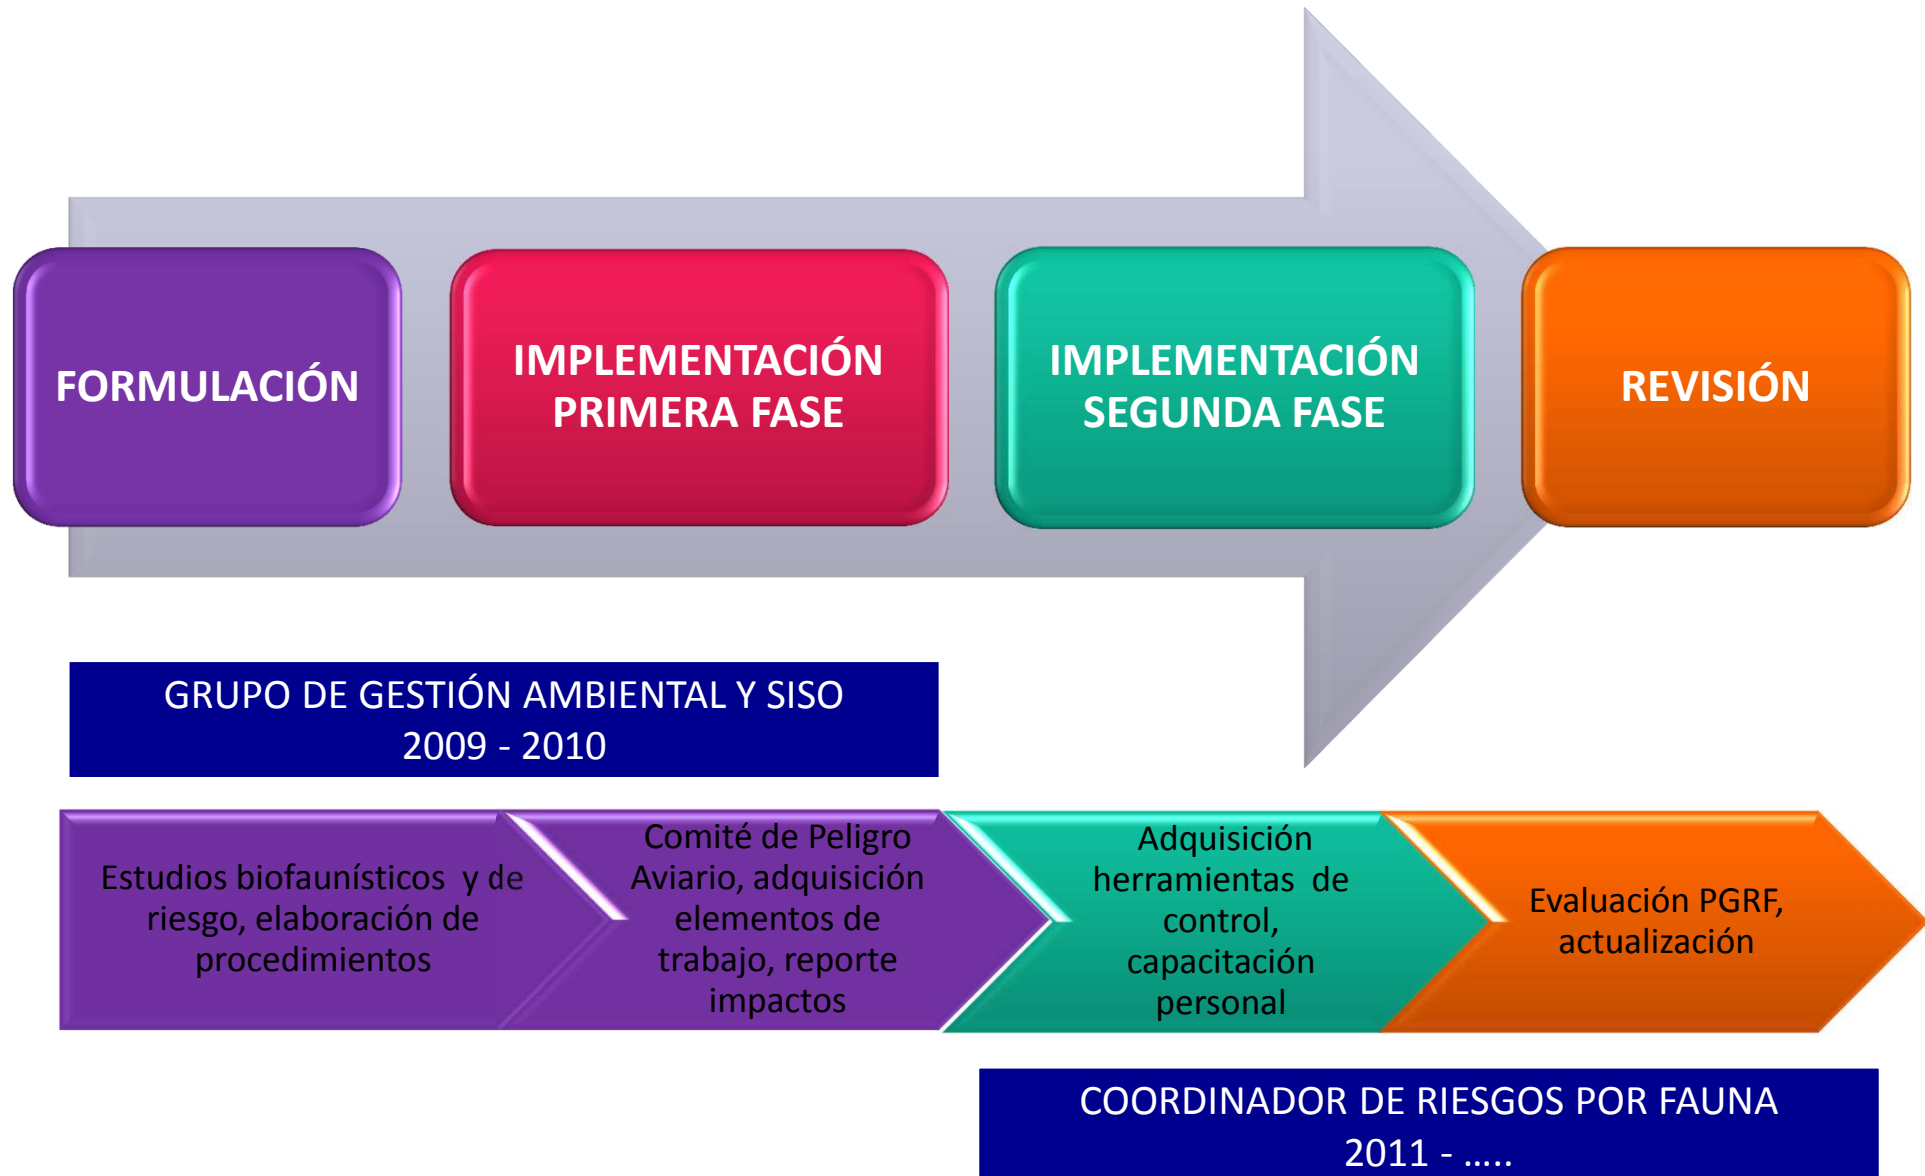 FORMULACIÓN
IMPLEMENTACIÓN
PRIMERA FASE
IMPLEMENTACIÓN
SEGUNDA FASE
REVISIÓN
GRUPO DE GESTIÓN AMBIENTAL Y SISO
2009 - 2010
Estudios biofaunísticos y de
riesgo, elaboración de
procedimientos
Comité de Peligro
Aviario, adquisición
elementos de
trabajo, reporte
impactos
Adquisición
herramientas de
control,
capacitación
personal
Evaluación PGRF,
actualización
COORDINADOR DE RIESGOS POR FAUNA
2011 - …..